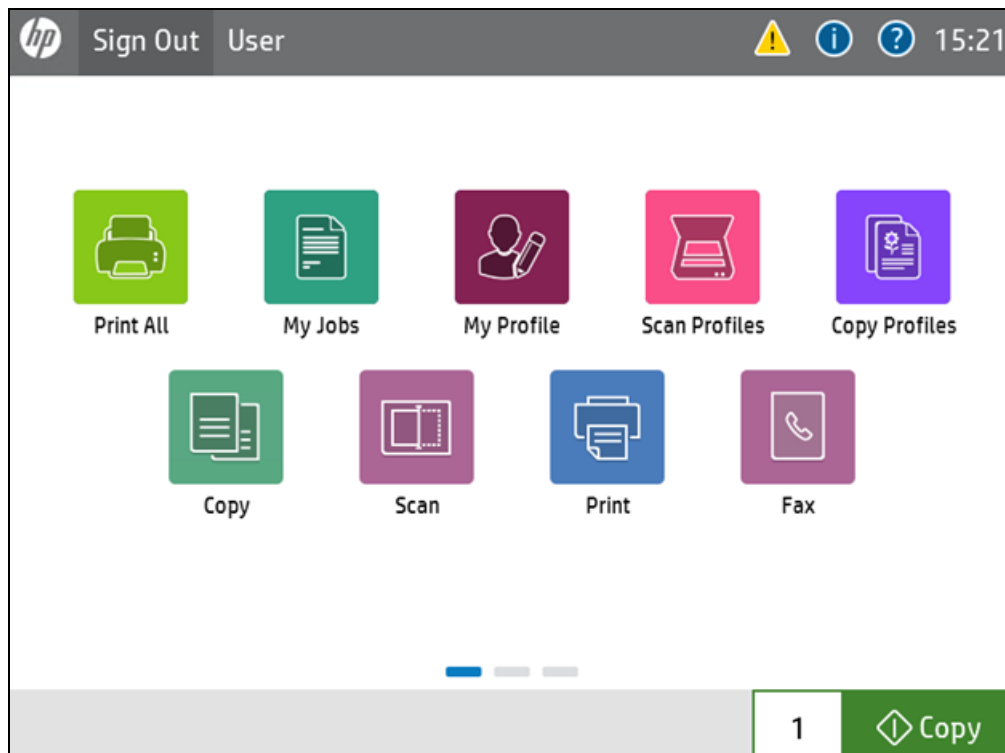 hp Sign Out User ! i ? 15:21
Print All My Jobs My Profile Scan Profiles Copy Profiles
Copy Scan Print Fax
1 Copy